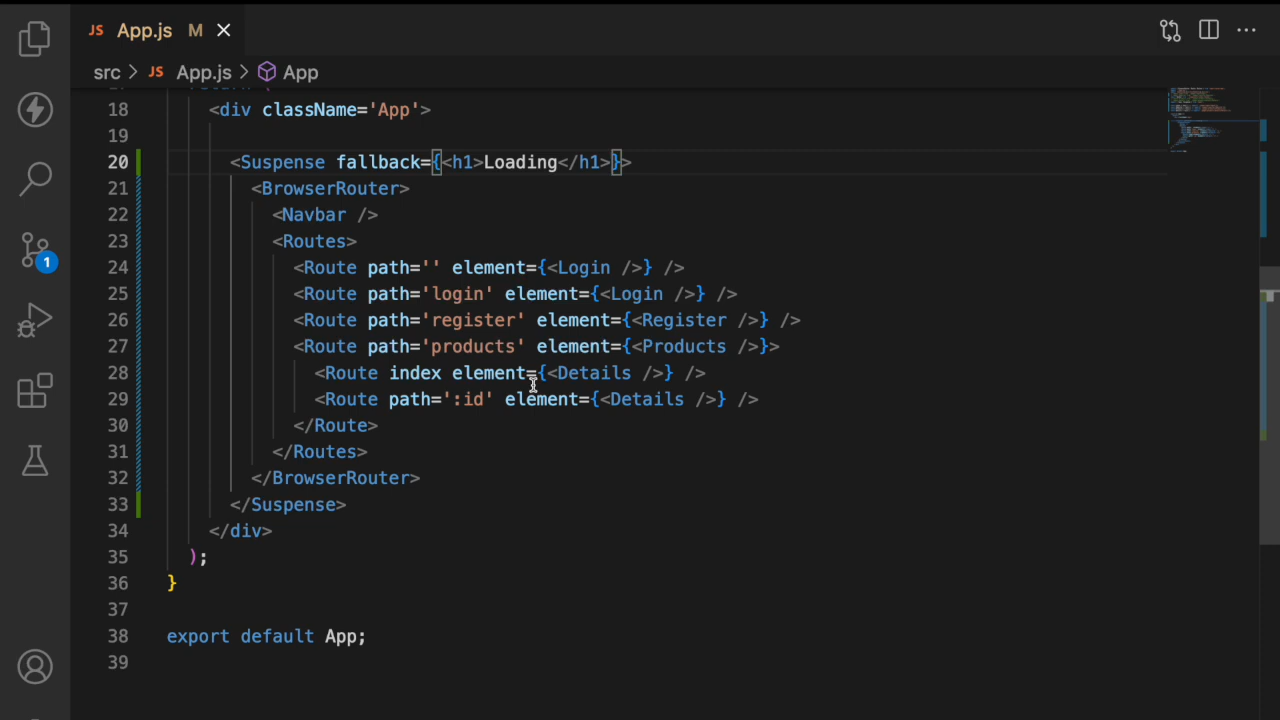 JS App.js M
src > JS App.js > App
18 <div className='App'>
19
20 <Suspense fallback={<h1>Loading</h1>}>
21 <BrowserRouter>
22 <Navbar />
23 <Routes>
24 <Route path='' element={<Login />} />
25 <Route path='login' element={<Login />} />
26 <Route path='register' element={<Register />} />
27 <Route path='products' element={<Products />}>
28 <Route index element={<Details />} />
29 <Route path=':id' element={<Details />} />
30 </Route>
31 </Routes>
32 </BrowserRouter>
33 </Suspense>
34 </div>
35 );
36 }
37
38 export default App;
39
1